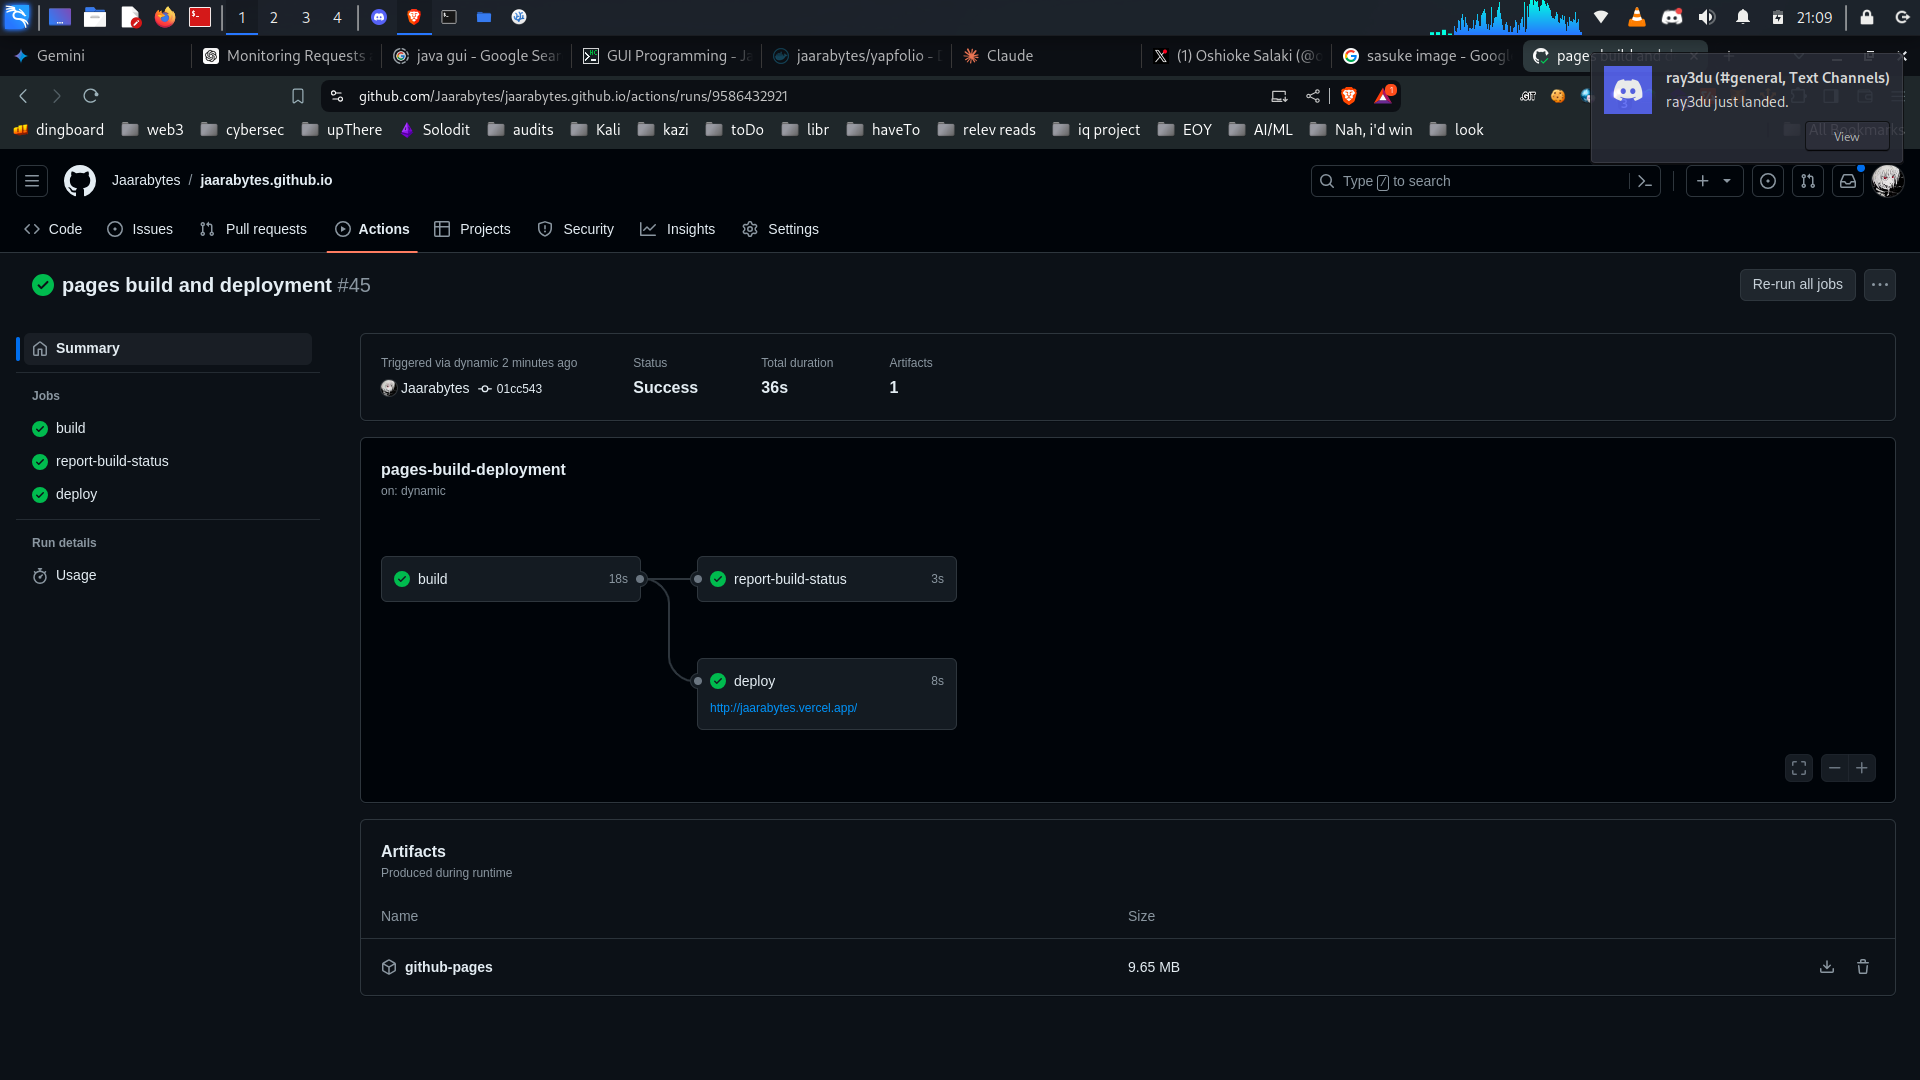 1 2 3 4
21:09
Gemini
Monitoring Requests
java gui - Google Sear
GUI Programming - Ja
jaarabytes/yapfolio -
Claude
(1) Oshioke Salaki (@o
sasuke image - Googl
pages build and d
github.com/Jaarabytes/jaarabytes.github.io/actions/runs/9586432921
1
.GIT
3
ray3du (#general, Text Channels)
ray3du just landed.
View
dingboard
web3
cybersec
upThere
Solodit
audits
Kali
kazi
toDo
libr
haveTo
relev reads
iq project
EOY
AI/ML
Nah, i'd win
look
All Bookmarks
Jaarabytes / jaarabytes.github.io
Type / to search
Code
Issues
Pull requests
Actions
Projects
Security
Insights
Settings
pages build and deployment #45
Re-run all jobs
Summary
Jobs
build
report-build-status
deploy
Run details
Usage
Triggered via dynamic 2 minutes ago
Jaarabytes 01cc543
Status
Success
Total duration
36s
Artifacts
1
pages-build-deployment
on: dynamic
build 18s
report-build-status 3s
deploy 8s
http://jaarabytes.vercel.app/
Artifacts
Produced during runtime
Name Size
github-pages 9.65 MB